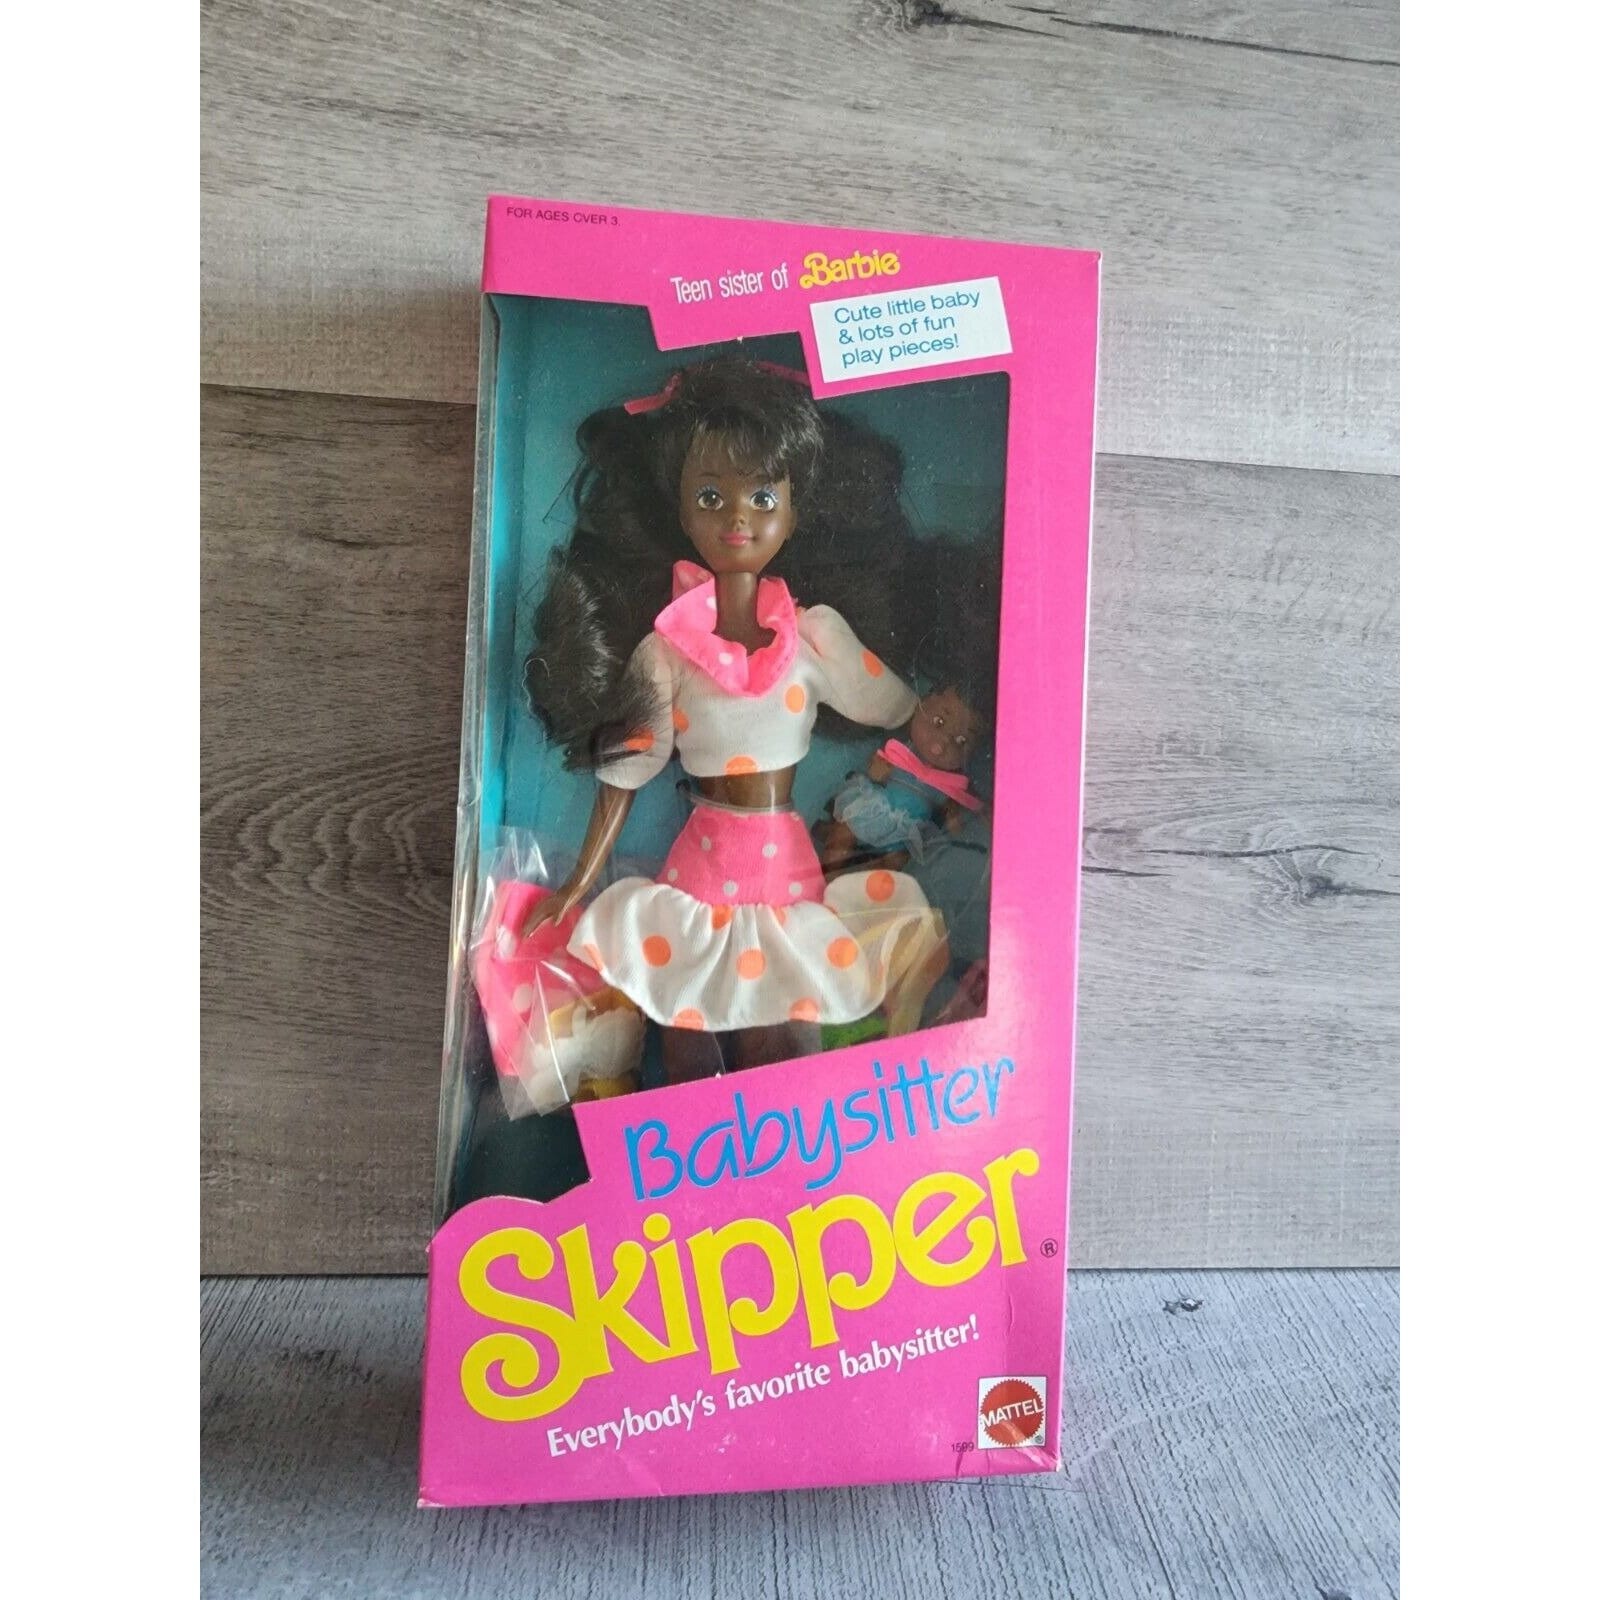 FOR AGES OVER 3.
Teen sister of Barbie
Cute little baby
& lots of fun
play pieces!
Babysitter
Skipper®
Everybody's favorite babysitter!
MATTEL®
1599